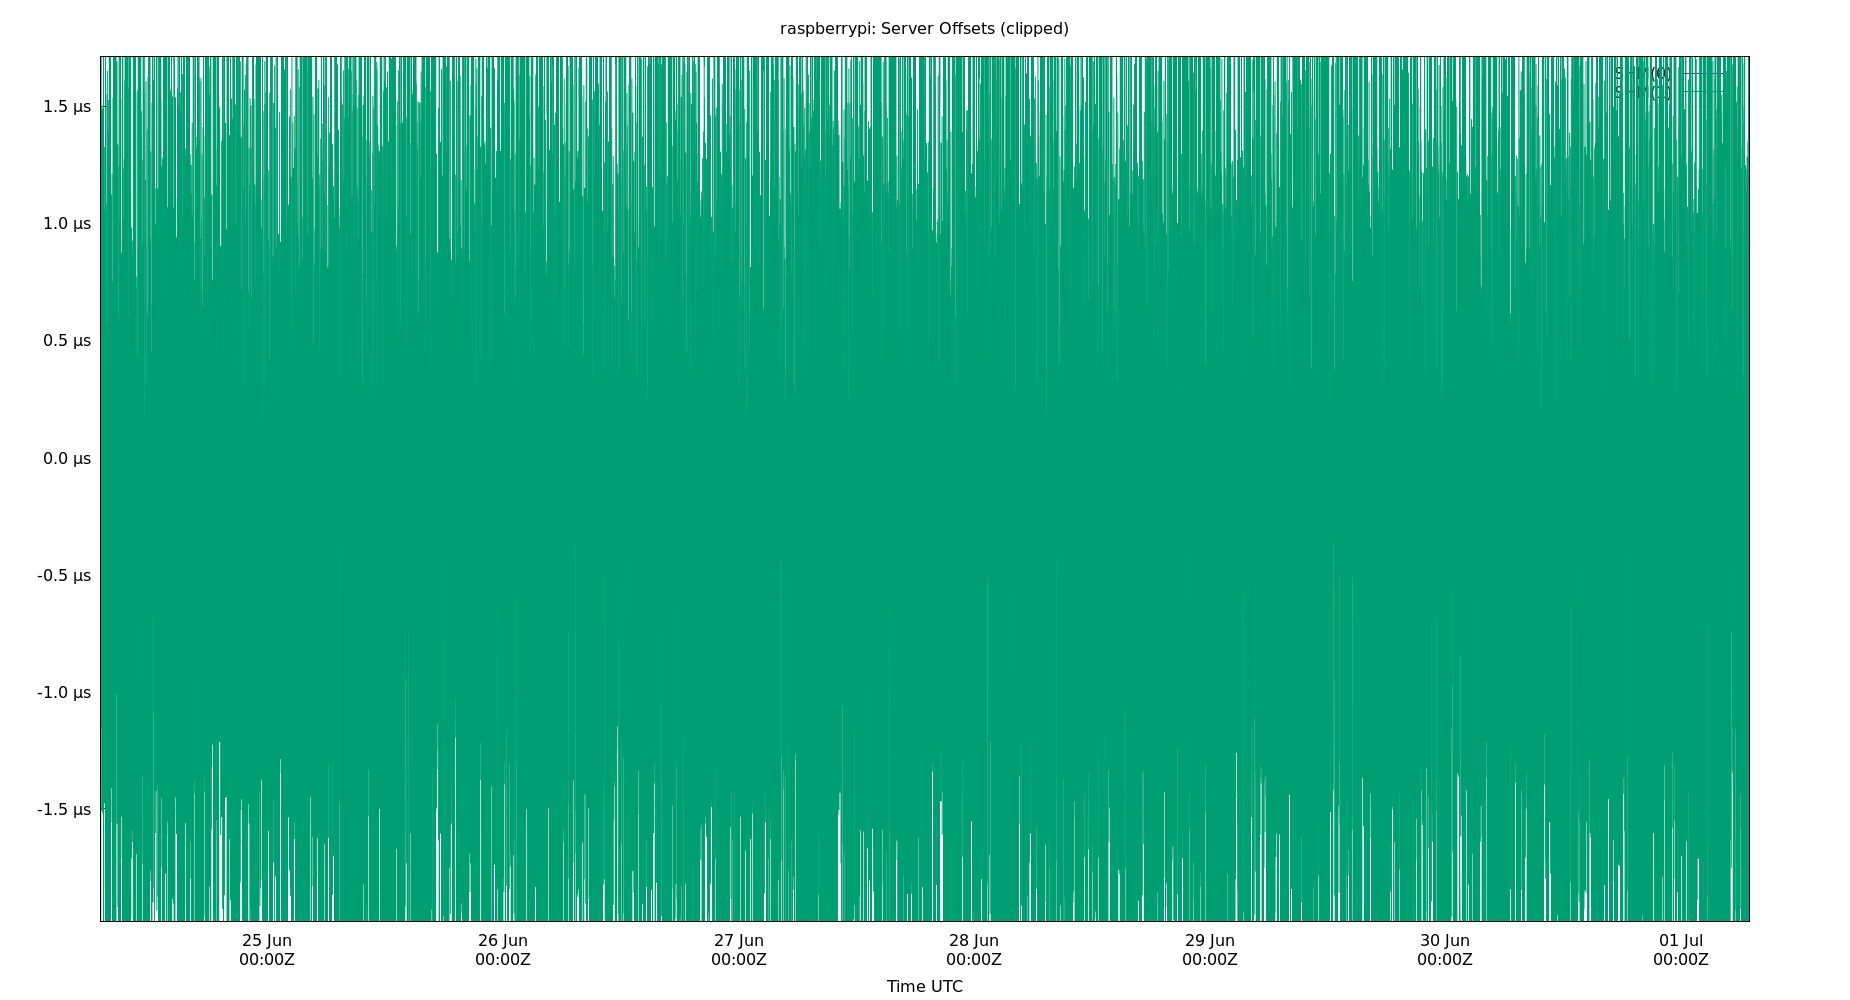 raspberrypi: Server Offsets (clipped)
1.5 µs
1.0 µs
0.5 µs
0.0 µs
-0.5 µs
-1.0 µs
-1.5 µs
25 Jun
00:00Z
26 Jun
00:00Z
27 Jun
00:00Z
28 Jun
00:00Z
29 Jun
00:00Z
30 Jun
00:00Z
01 Jul
00:00Z
Time UTC